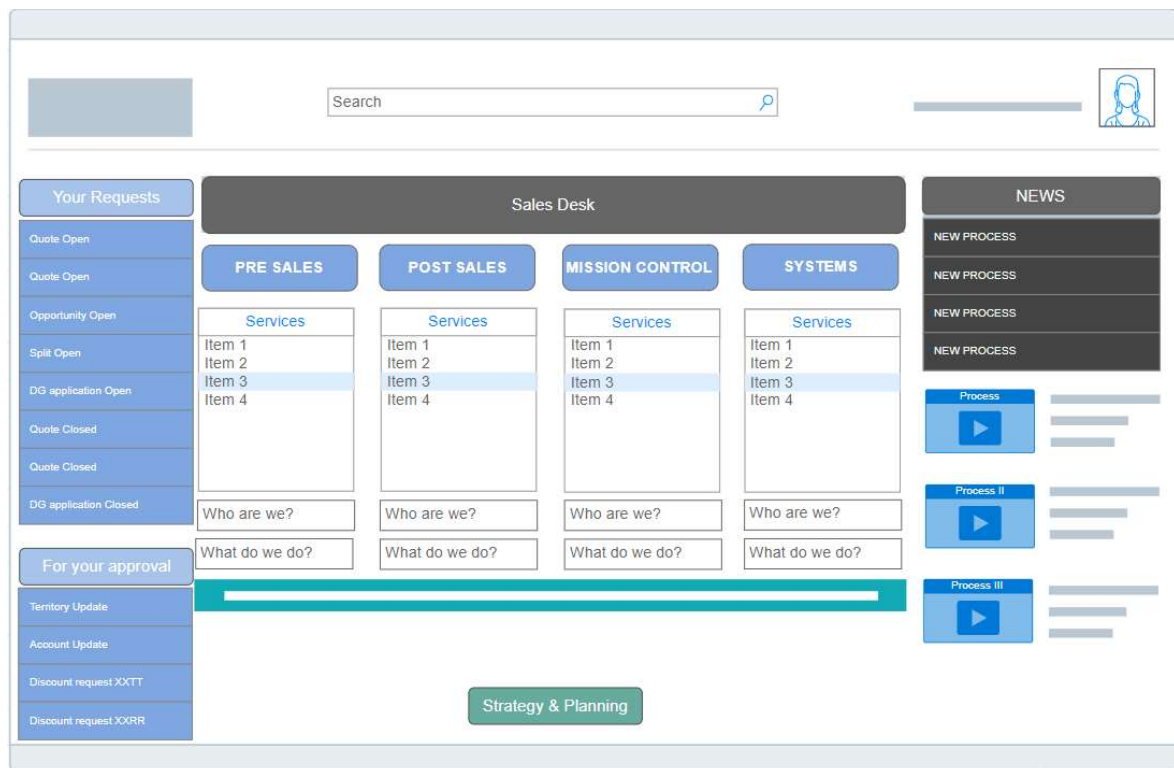 Search
Your Requests
Quote Open
Quote Open
Opportunity Open
Split Open
DG application Open
Quote Closed
Quote Closed
DG application Closed
For your approval
Territory Update
Account Update
Discount request XXTT
Discount request XXRR
Sales Desk
PRE SALES
Services
Item 1
Item 2
Item 3
Item 4
Who are we?
What do we do?
POST SALES
Services
Item 1
Item 2
Item 3
Item 4
Who are we?
What do we do?
MISSION CONTROL
Services
Item 1
Item 2
Item 3
Item 4
Who are we?
What do we do?
SYSTEMS
Services
Item 1
Item 2
Item 3
Item 4
Who are we?
What do we do?
Strategy & Planning
NEWS
NEW PROCESS
NEW PROCESS
NEW PROCESS
NEW PROCESS
Process
Process II
Process III